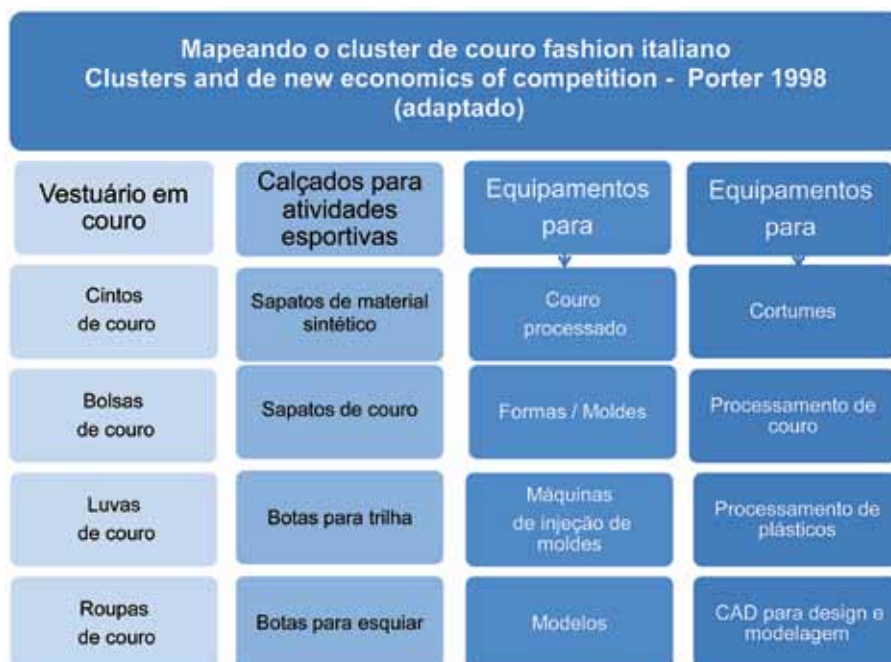 Mapeando o cluster de couro fashion italiano
Clusters and de new economics of competition - Porter 1998
(adaptado)
Vestuário em
couro
Calçados para
atividades
esportivas
Equipamentos
para
Equipamentos
para
Cintos
de couro
Sapatos de material
sintético
Couro
processado
Cortumes
Bolsas
de couro
Sapatos de couro
Formas / Moldes
Processamento de
couro
Luvas
de couro
Botas para trilha
Máquinas
de injeção de
moldes
Processamento de
plásticos
Roupas
de couro
Botas para esquiar
Modelos
CAD para design e
modelagem